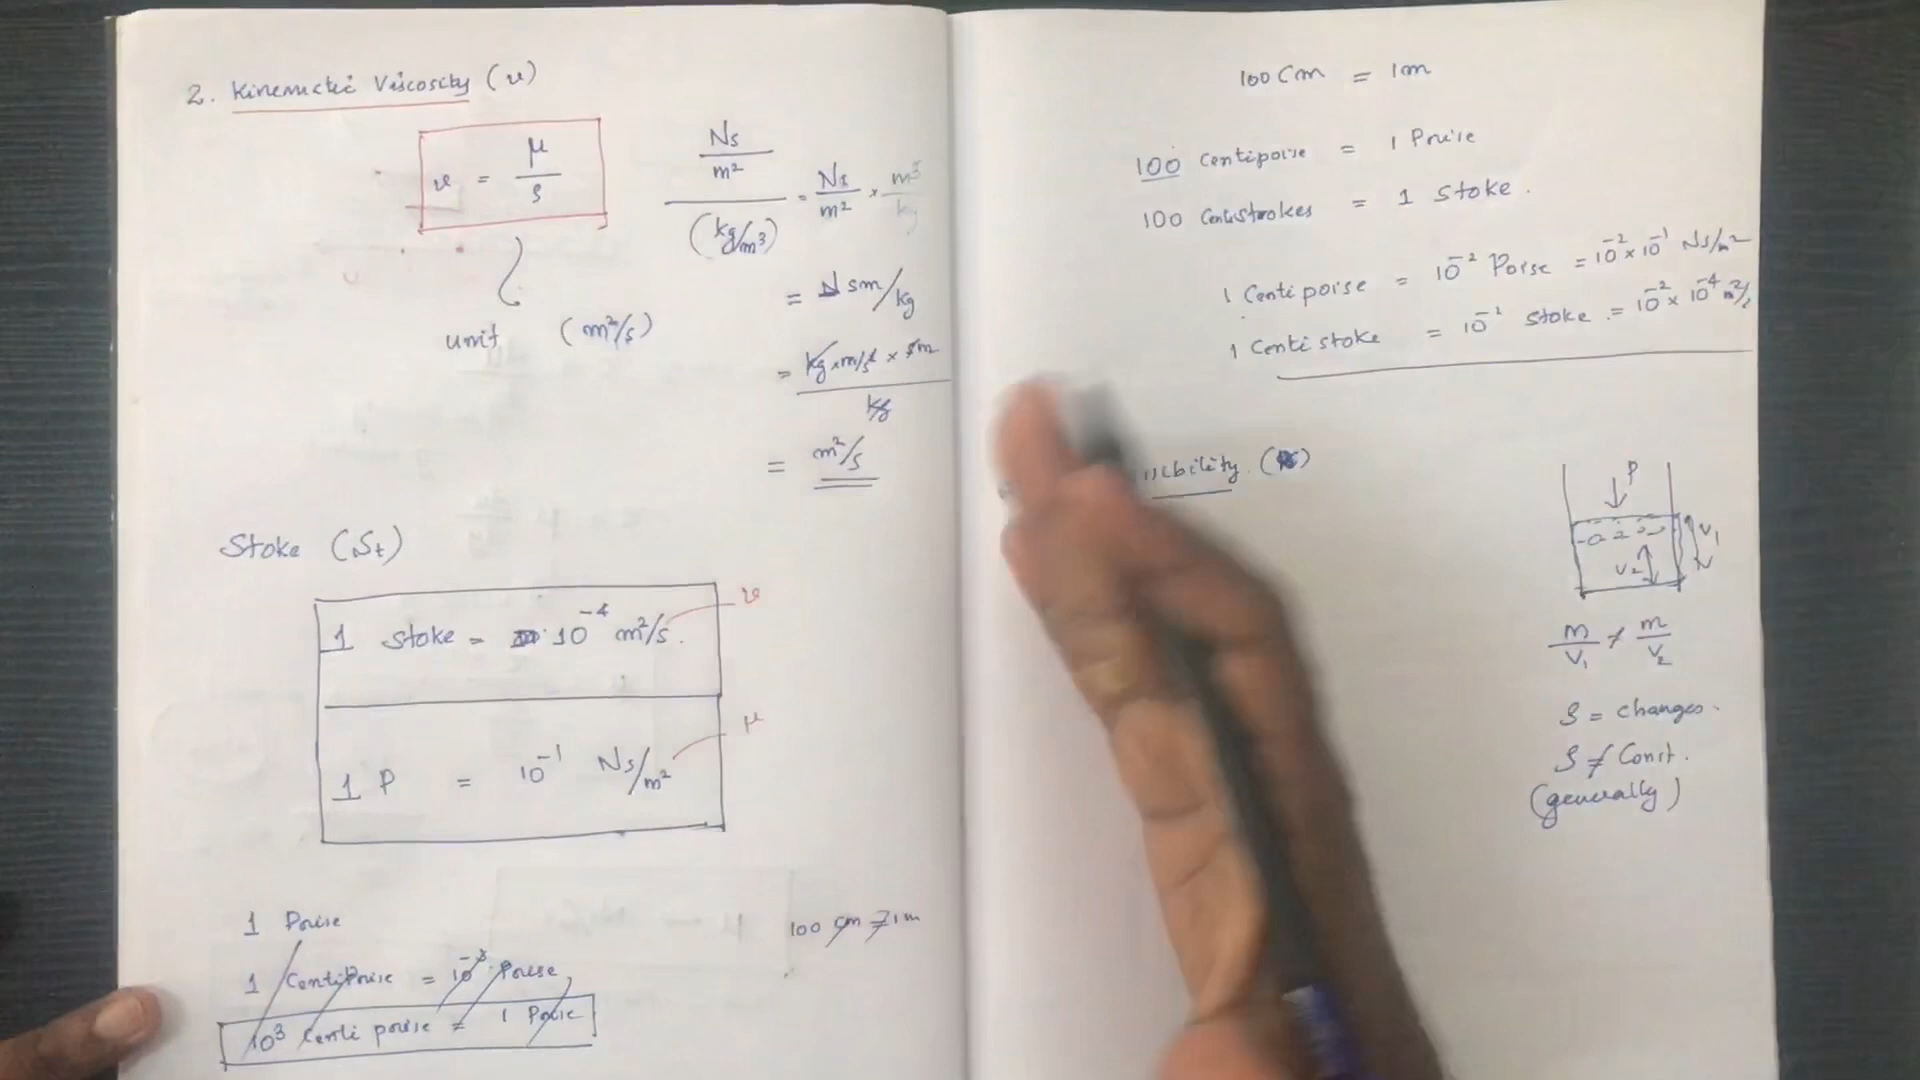 2. Kinematic Viscosity (ν)
ν = μ/ρ
Ns/m² / (kg/m³) = Ns/m² × m³/kg
= N sm/kg
unit (m²/s)
= kg × m/s² × sm / kg
= m²/s
Stoke (St)
1 Stoke = 10⁻⁴ m²/s. ν
1 P = 10⁻¹ Ns/m² μ
1 Poise
100 cm = 1m
1 CentiPoise = 10⁻³ Poise
10³ Centi poise = 1 Poise
100 Cm = 1m
100 Centipoise = 1 Poise
100 Centistrokes = 1 Stoke.
1 Centi poise = 10⁻² Poise = 10⁻² × 10⁻¹ Ns/m²
1 Centi stoke = 10⁻² stoke = 10⁻² × 10⁻⁴ m²/s
P
V₁
V₂
m/V₁ ≠ m/V₂
ρ = changes.
ρ ≠ Const.
(generally)